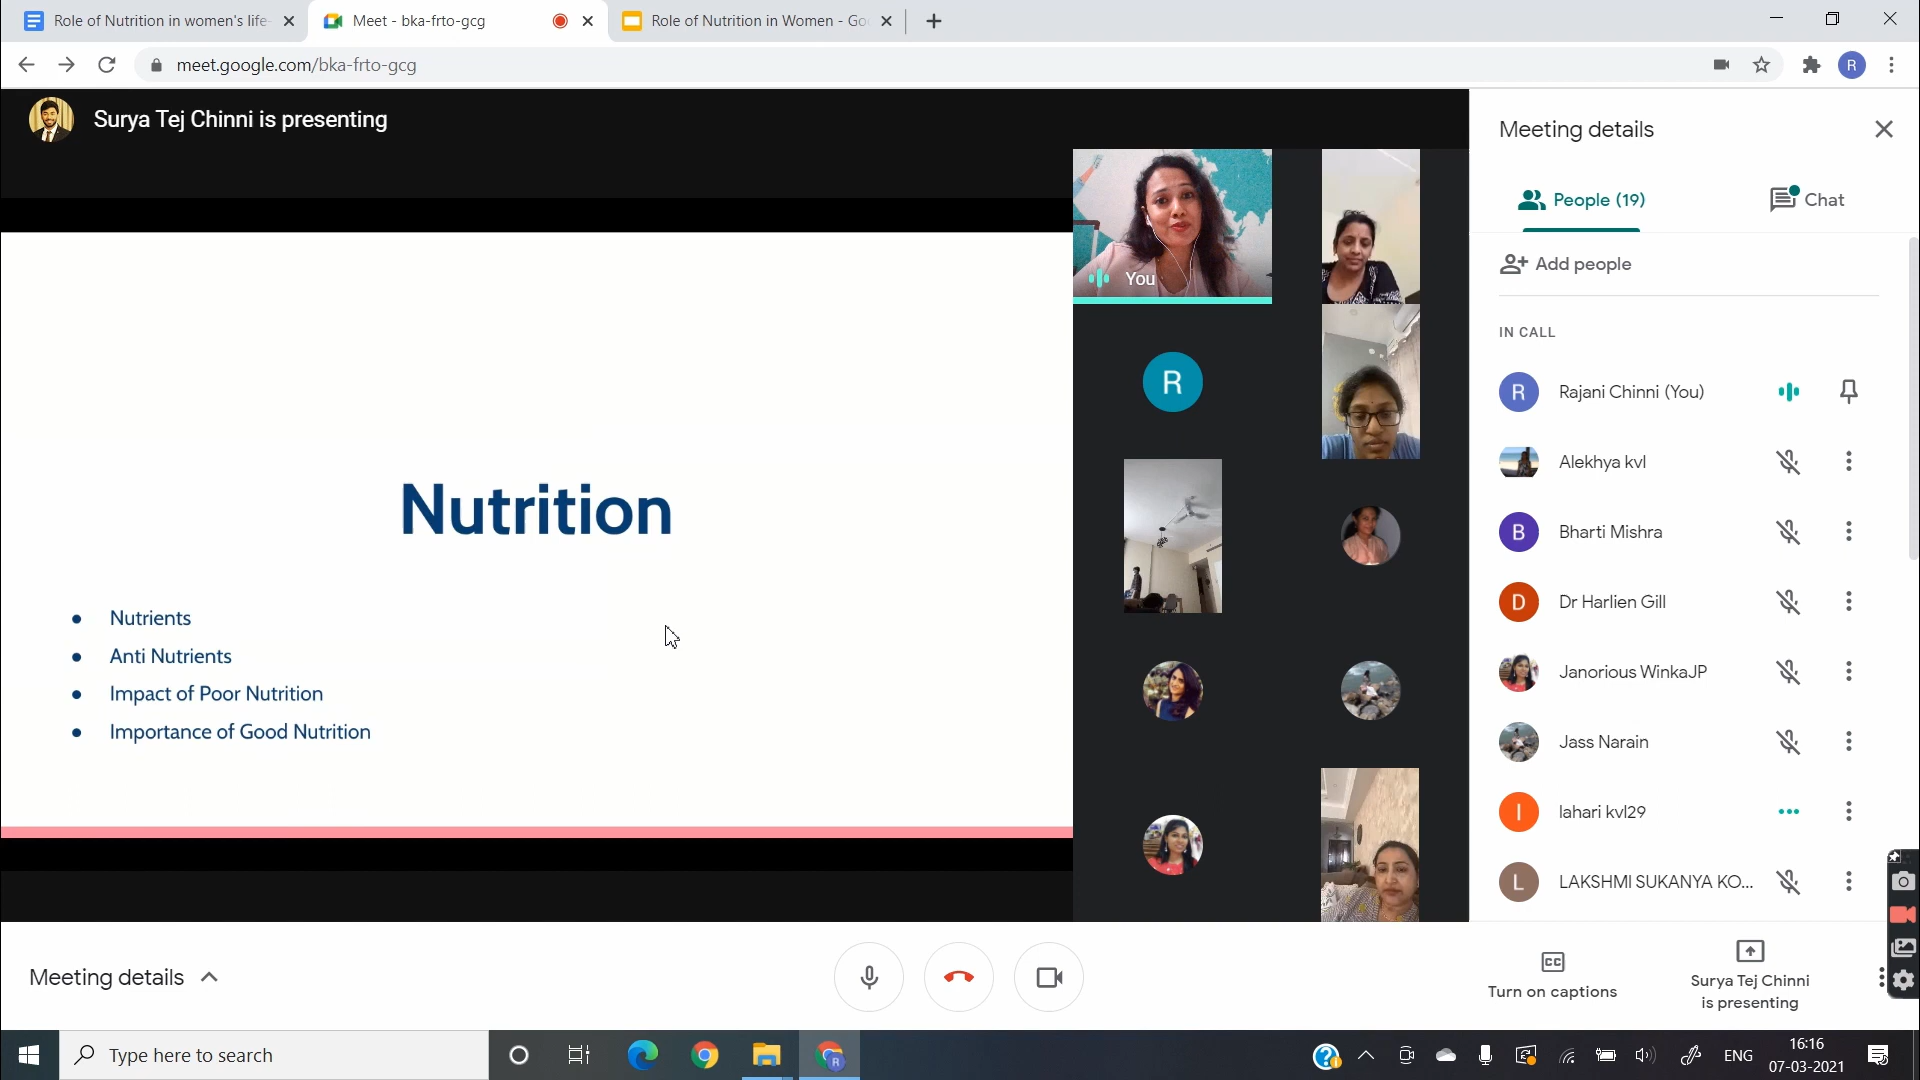 Role of Nutrition in women's life-
Meet - bka-frto-gcg
Role of Nutrition in Women - Goo
meet.google.com/bka-frto-gcg
R
Surya Tej Chinni is presenting
You
R
Nutrition
Nutrients
Anti Nutrients
Impact of Poor Nutrition
Importance of Good Nutrition
Meeting details
People (19)
Chat
Add people
IN CALL
R
Rajani Chinni (You)
Alekhya kvl
B
Bharti Mishra
D
Dr Harlien Gill
Janorious WinkaJP
Jass Narain
l
lahari kvl29
L
LAKSHMI SUKANYA KO...
Meeting details
CC
Turn on captions
Surya Tej Chinni
is presenting
Type here to search
R
ENG
16:16
07-03-2021